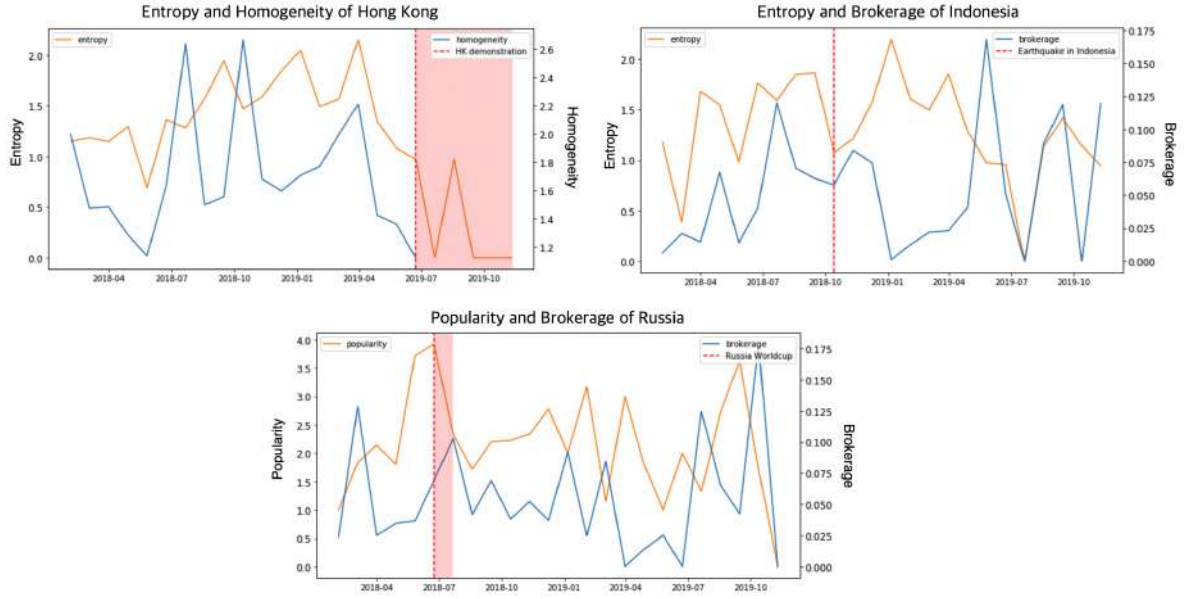 Entropy and Homogeneity of Hong Kong
entropy
homogeneity
HK demonstration
Entropy
2.0
1.5
1.0
0.5
0.0
2.6
2.4
2.2
2.0
1.8
1.6
1.4
1.2
Homogeneity
2018-04 2018-07 2018-10 2019-01 2019-04 2019-07 2019-10
Entropy and Brokerage of Indonesia
entropy
brokerage
Earthquake in Indonesia
Entropy
2.0
1.5
1.0
0.5
0.0
0.175
0.150
0.125
0.100
0.075
0.050
0.025
0.000
Brokerage
2018-04 2018-07 2018-10 2019-01 2019-04 2019-07 2019-10
Popularity and Brokerage of Russia
popularity
brokerage
Russia Worldcup
Popularity
4.0
3.5
3.0
2.5
2.0
1.5
1.0
0.5
0.0
0.175
0.150
0.125
0.100
0.075
0.050
0.025
0.000
Brokerage
2018-04 2018-07 2018-10 2019-01 2019-04 2019-07 2019-10